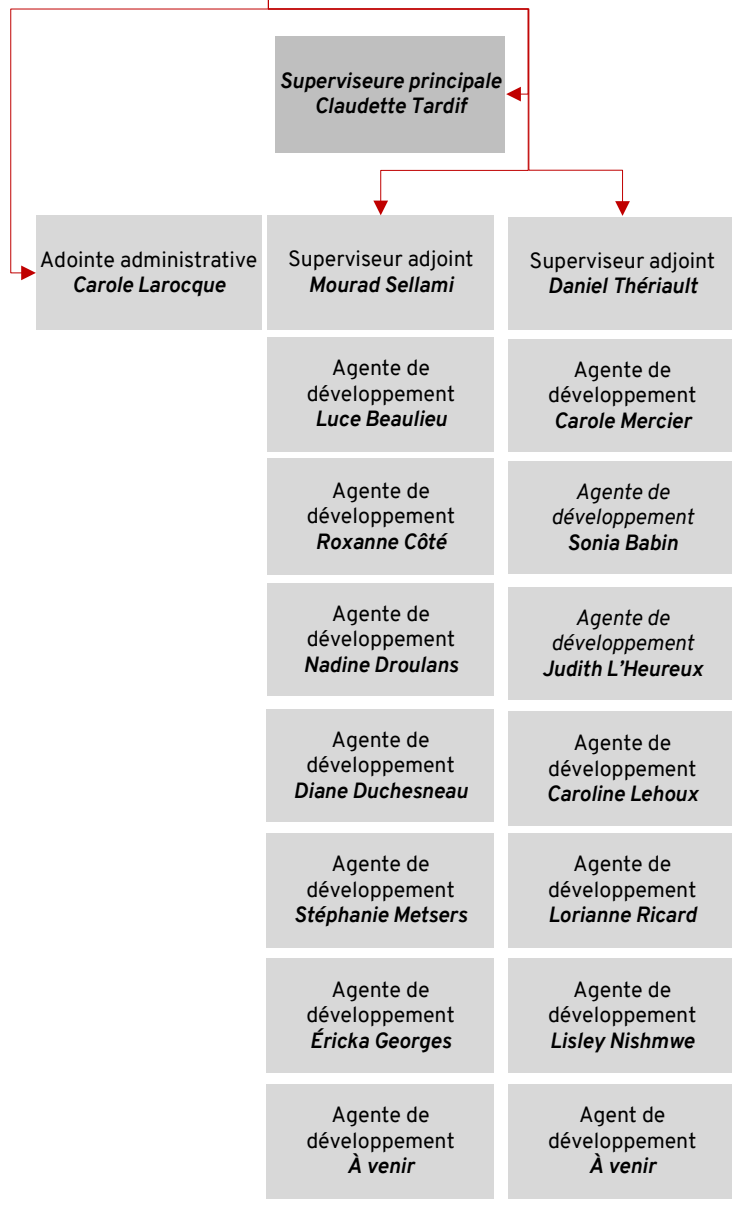 Superviseure principale
Claudette Tardif
Adointe administrative
Carole Larocque
Superviseur adjoint
Mourad Sellami
Superviseur adjoint
Daniel Thériault
Agente de
développement
Luce Beaulieu
Agente de
développement
Carole Mercier
Agente de
développement
Roxanne Côté
Agente de
développement
Sonia Babin
Agente de
développement
Nadine Droulans
Agente de
développement
Judith L’Heureux
Agente de
développement
Diane Duchesneau
Agente de
développement
Caroline Lehoux
Agente de
développement
Stéphanie Metsers
Agente de
développement
Lorianne Ricard
Agente de
développement
Éricka Georges
Agente de
développement
Lisley Nishmwe
Agente de
développement
À venir
Agent de
développement
À venir